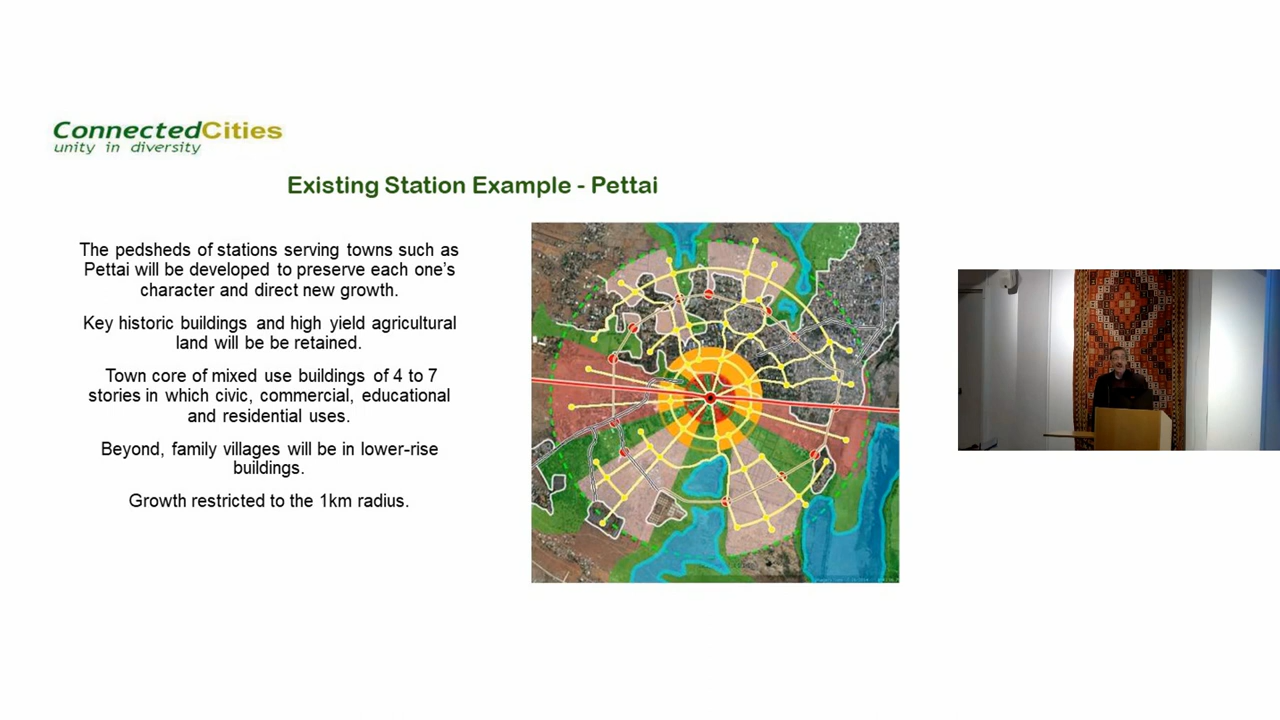 ConnectedCities
unity in diversity
Existing Station Example - Pettai
The pedsheds of stations serving towns such as
Pettai will be developed to preserve each one's
character and direct new growth.
Key historic buildings and high yield agricultural
land will be be retained.
Town core of mixed use buildings of 4 to 7
stories in which civic, commercial, educational
and residential uses.
Beyond, family villages will be in lower-rise
buildings.
Growth restricted to the 1km radius.